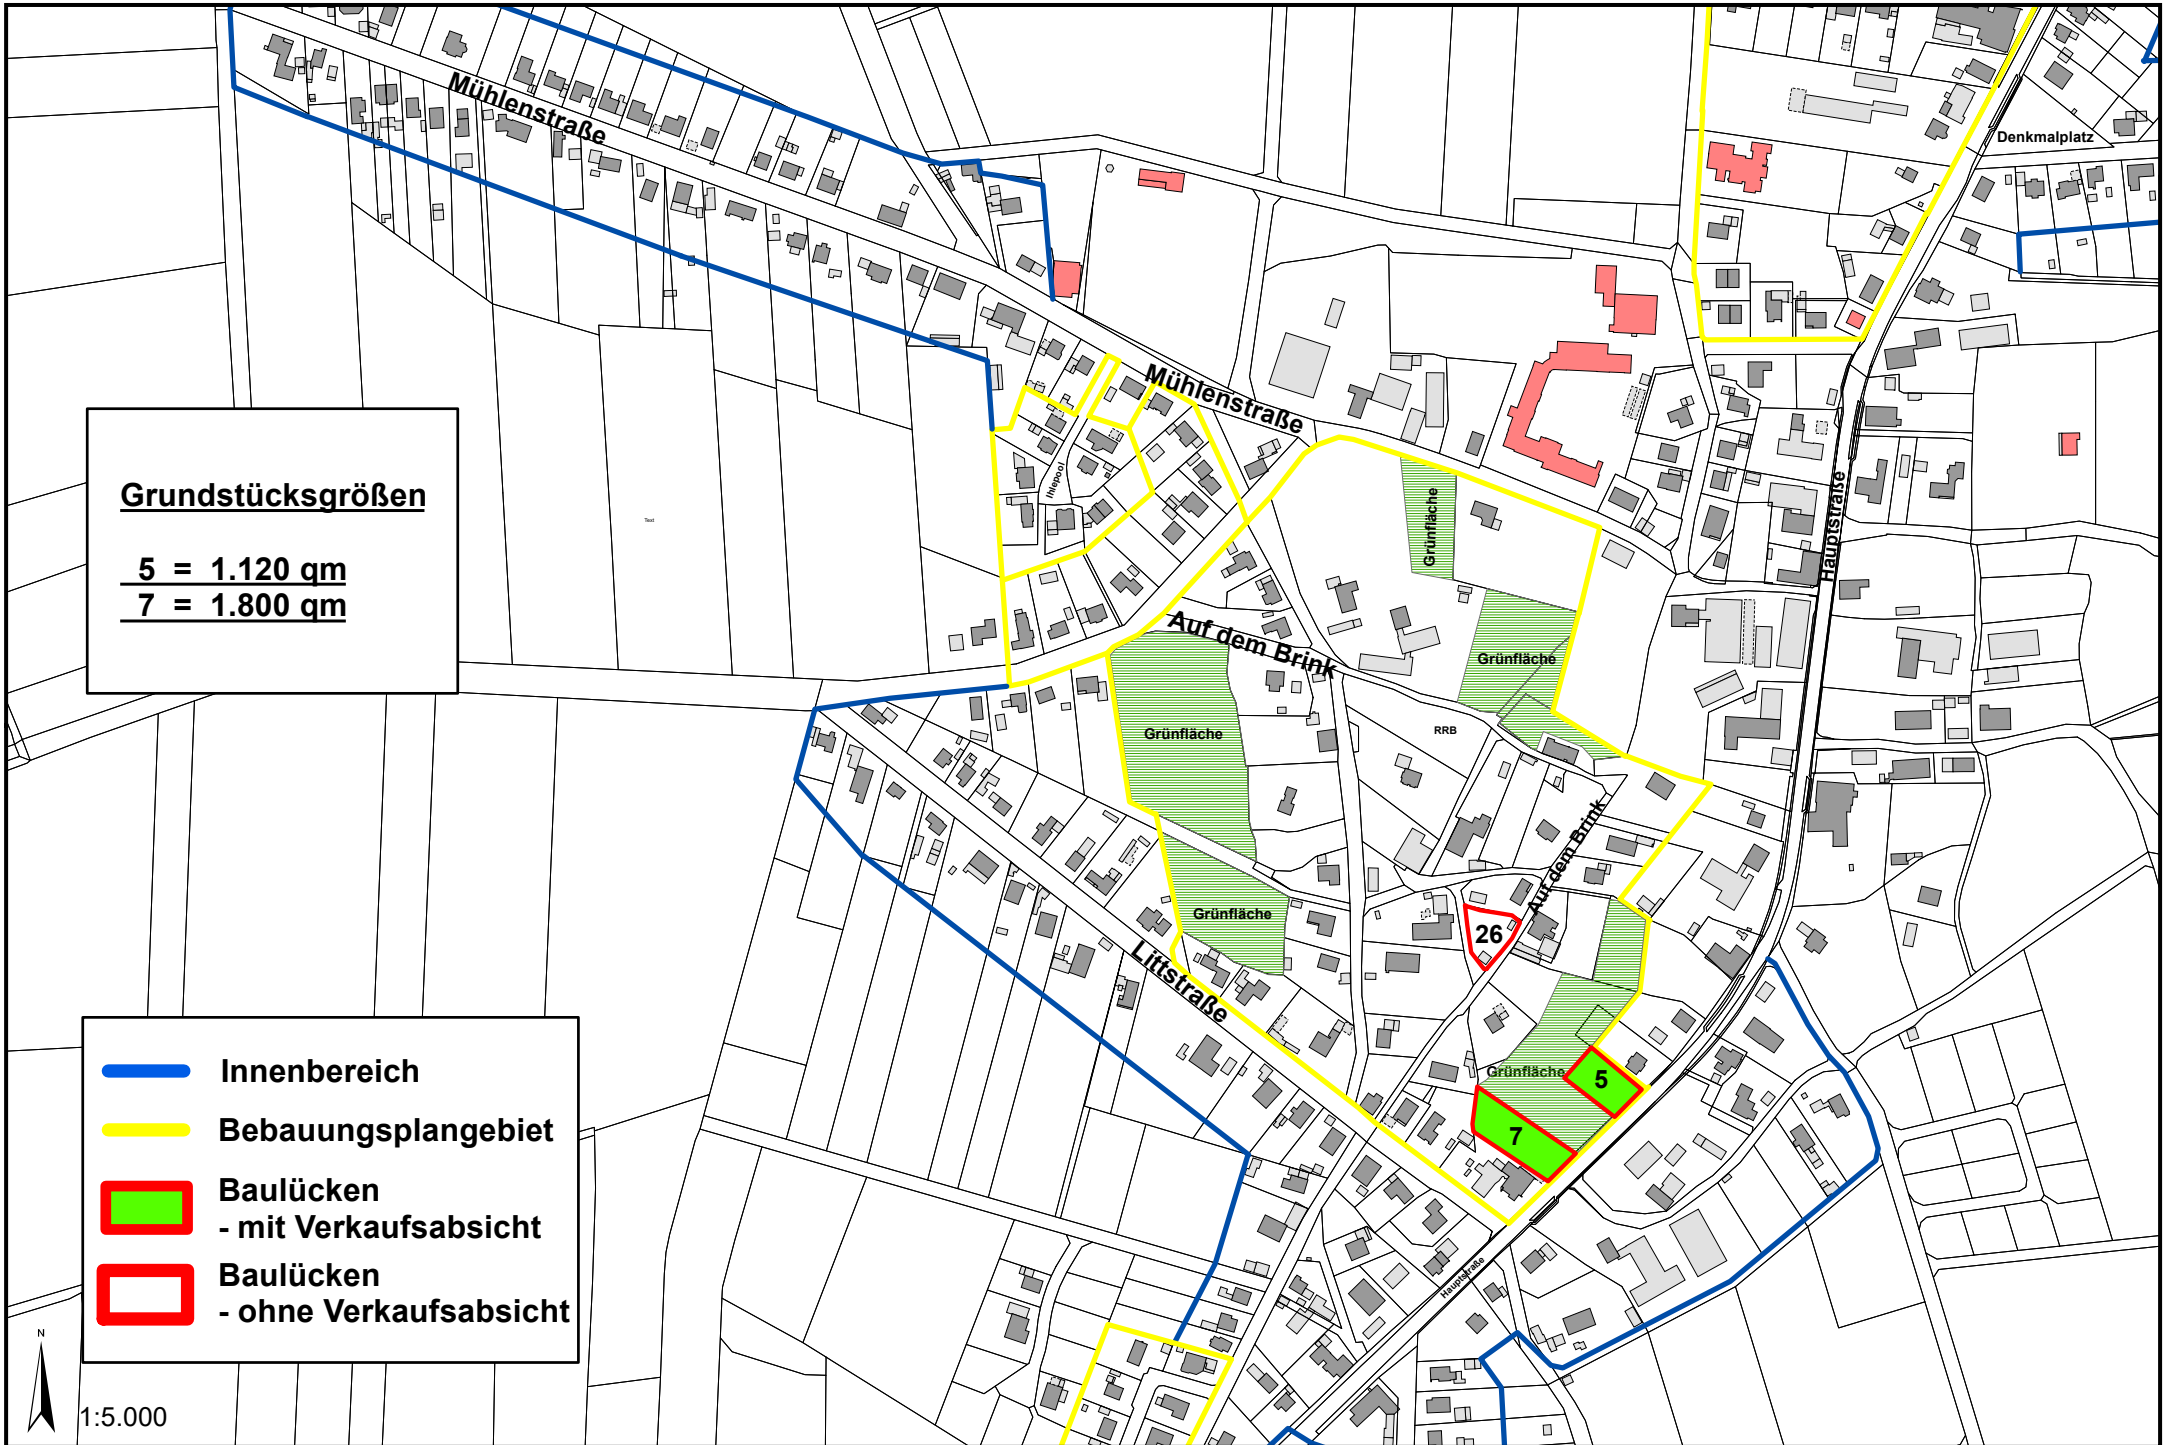 Mühlenstraße
Denkmalplatz
Mühlenstraße
Ihlepool
Hauptstraße
Grünfläche
Text
Grundstücksgrößen
5 = 1.120 qm
7 = 1.800 qm
Auf dem Brink
Grünfläche
Grünfläche
RRB
Auf dem Brink
Grünfläche
26
Littstraße
Grünfläche
5
7
Hauptstraße
Innenbereich
Bebauungsplangebiet
Baulücken
- mit Verkaufsabsicht
Baulücken
- ohne Verkaufsabsicht
N
1:5.000